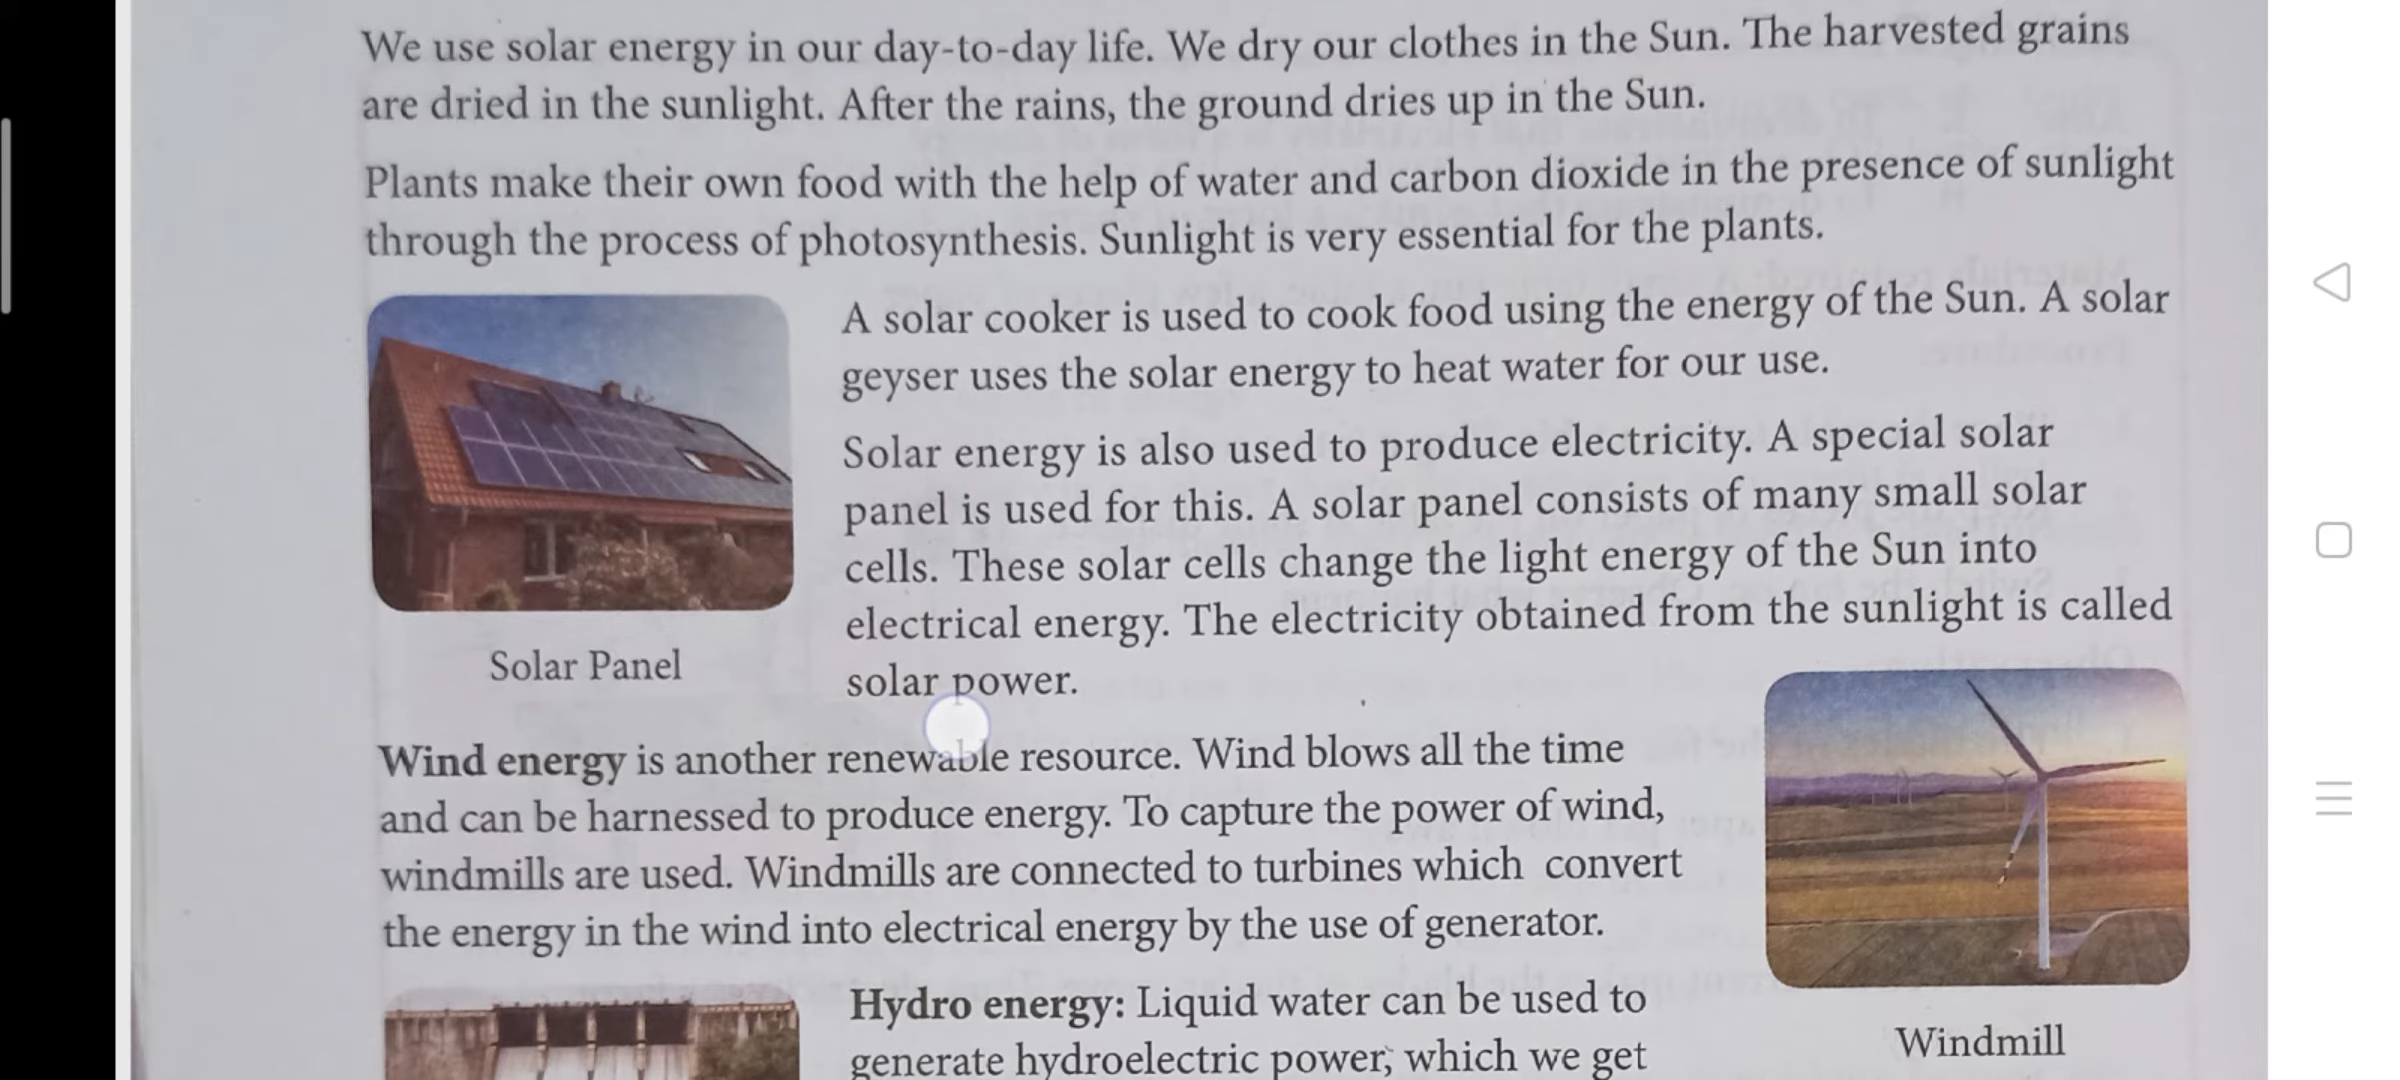 We use solar energy in our day-to-day life. We dry our clothes in the Sun. The harvested grains
are dried in the sunlight. After the rains, the ground dries up in the Sun.
Plants make their own food with the help of water and carbon dioxide in the presence of sunlight
through the process of photosynthesis. Sunlight is very essential for the plants.
A solar cooker is used to cook food using the energy of the Sun. A solar
geyser uses the solar energy to heat water for our use.
Solar energy is also used to produce electricity. A special solar
panel is used for this. A solar panel consists of many small solar
cells. These solar cells change the light energy of the Sun into
electrical energy. The electricity obtained from the sunlight is called
solar power.
Solar Panel
Wind energy is another renewable resource. Wind blows all the time
and can be harnessed to produce energy. To capture the power of wind,
windmills are used. Windmills are connected to turbines which convert
the energy in the wind into electrical energy by the use of generator.
Windmill
Hydro energy: Liquid water can be used to
generate hydroelectric power, which we get